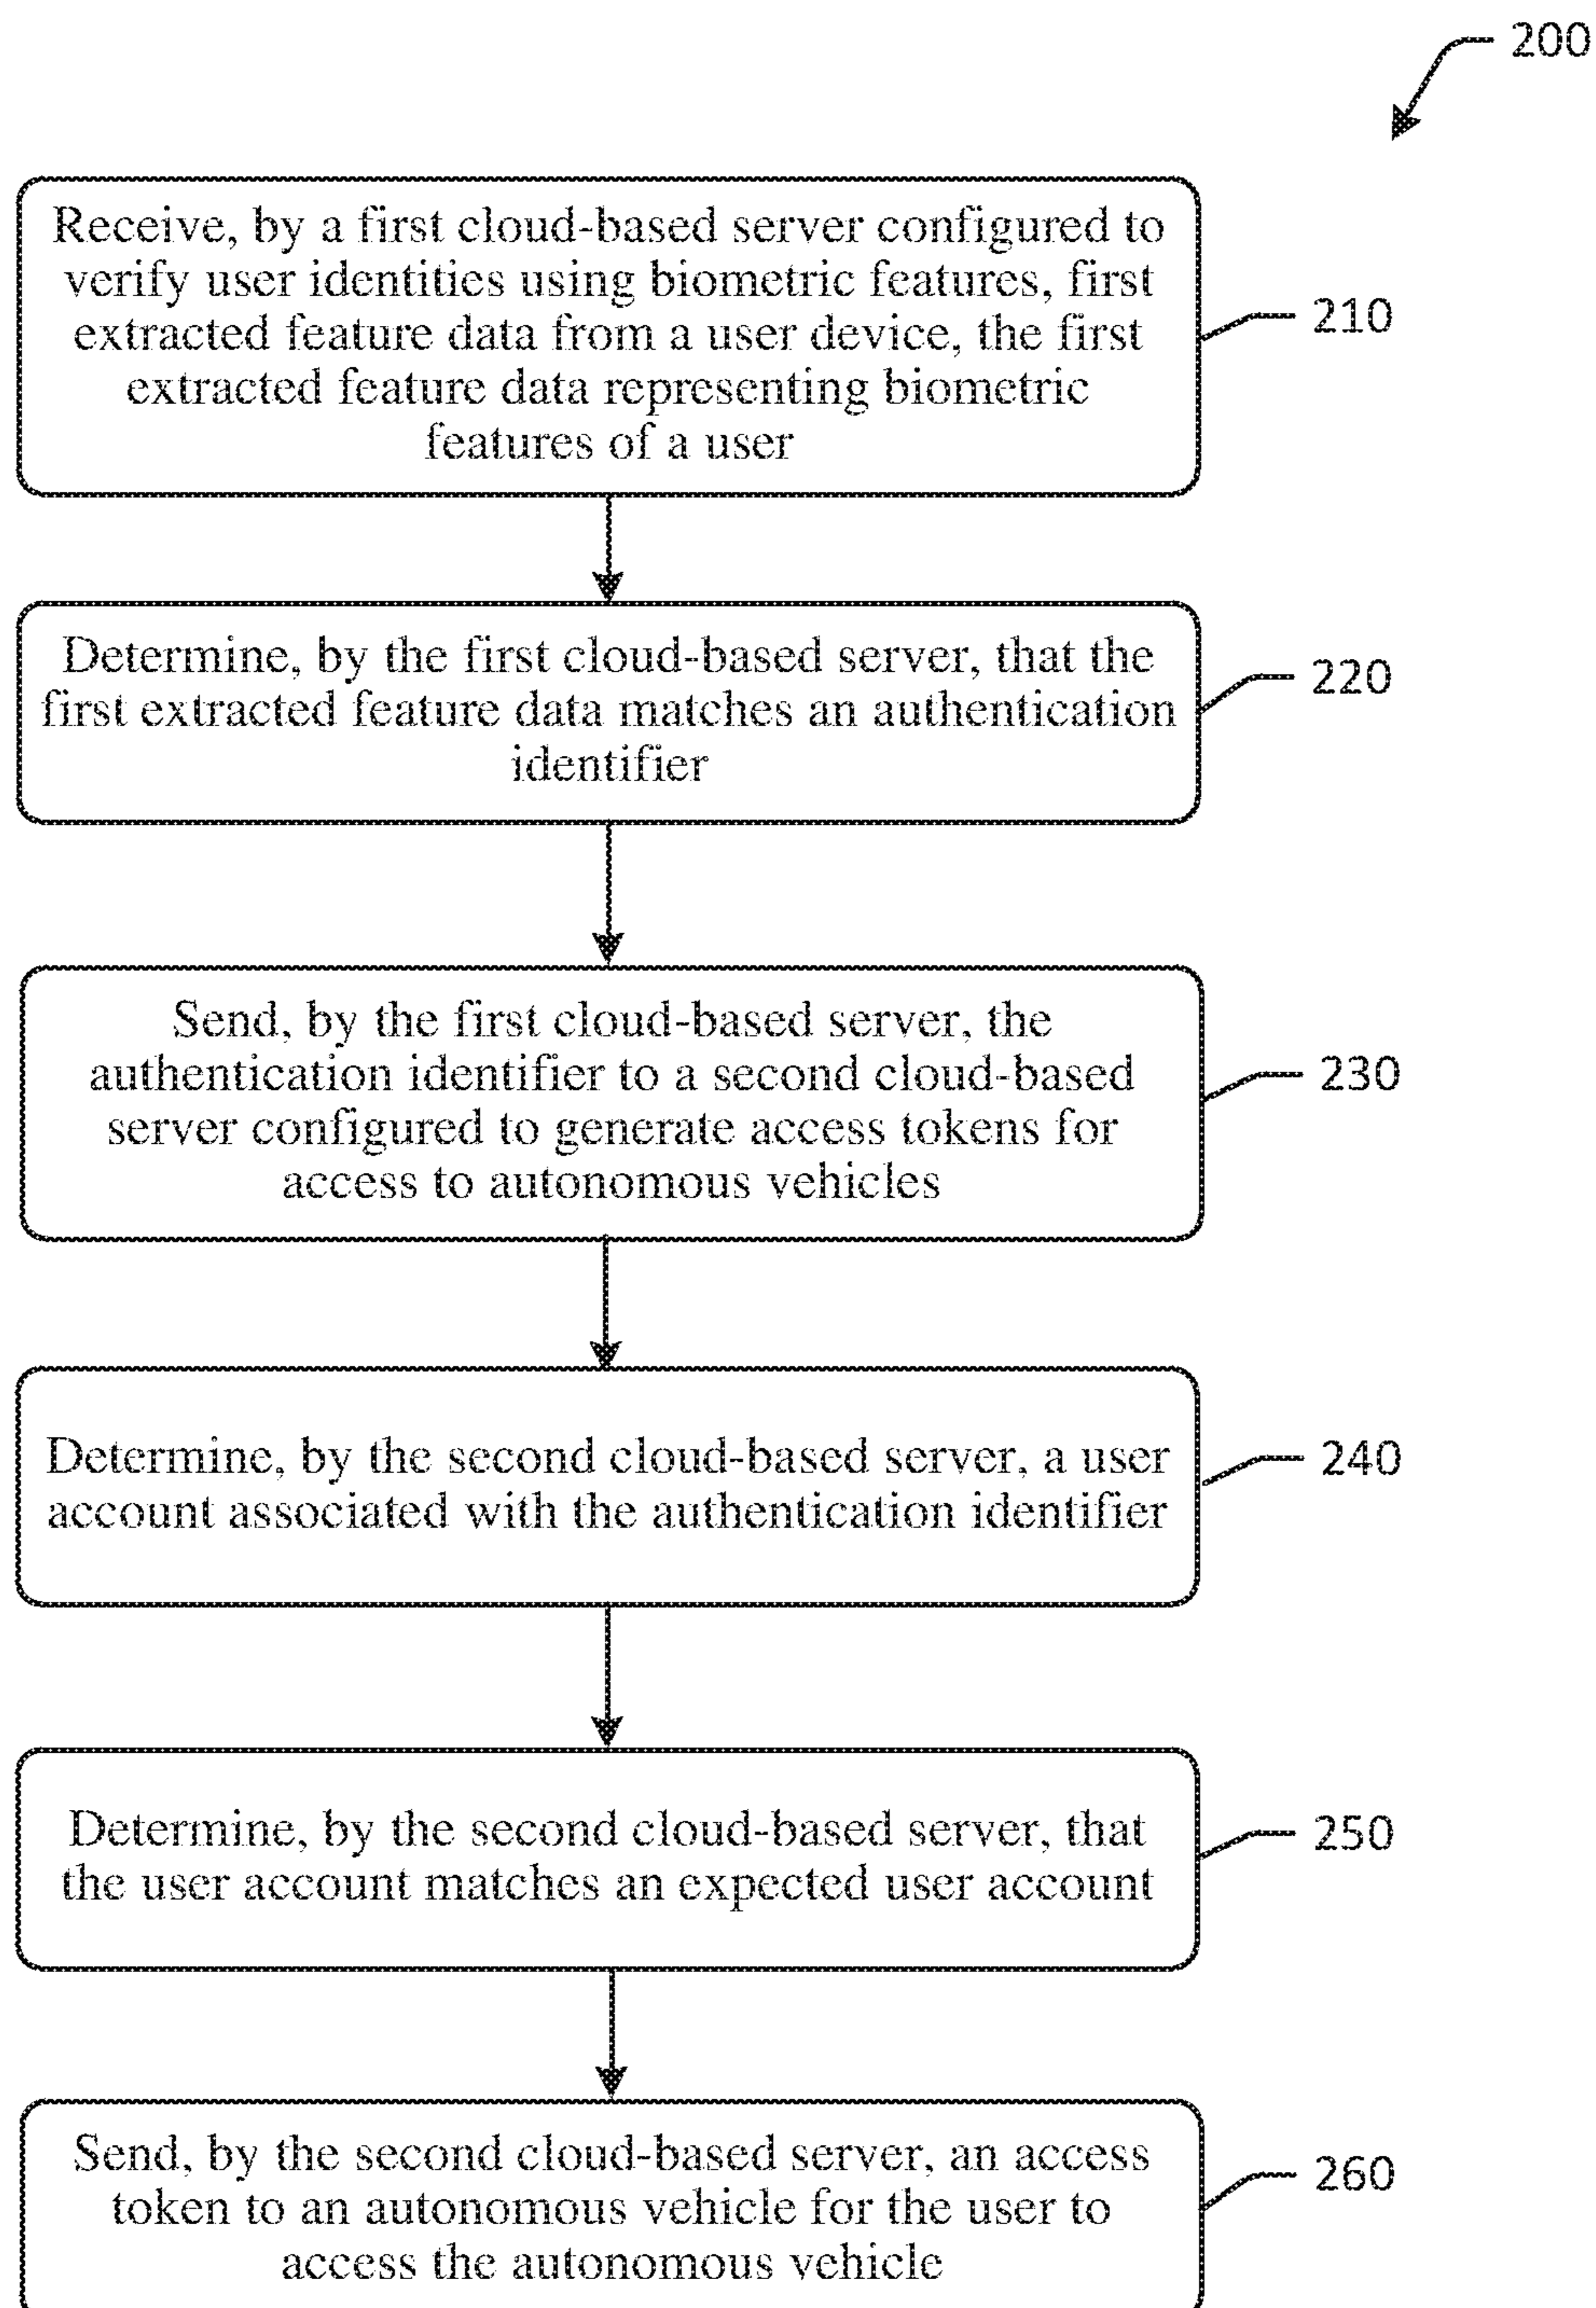 200
Receive, by a first cloud-based server configured to
verify user identities using biometric features, first
extracted feature data from a user device, the first
extracted feature data representing biometric
features of a user
210
Determine, by the first cloud-based server, that the
first extracted feature data matches an authentication
identifier
220
Send, by the first cloud-based server, the
authentication identifier to a second cloud-based
server configured to generate access tokens for
access to autonomous vehicles
230
Determine, by the second cloud-based server, a user
account associated with the authentication identifier
240
Determine, by the second cloud-based server, that
the user account matches an expected user account
250
Send, by the second cloud-based server, an access
token to an autonomous vehicle for the user to
access the autonomous vehicle
260